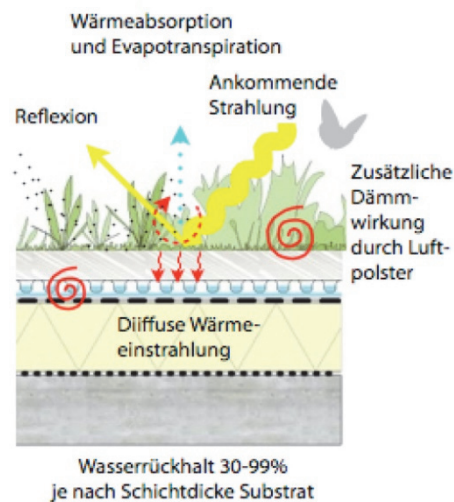 Wärmeabsorption
und Evapotranspiration
Ankommende
Strahlung
Reflexion
Zusätzliche
Dämm-
wirkung
durch Luft-
polster
Diiffuse Wärme-
einstrahlung
Wasserrückhalt 30-99%
je nach Schichtdicke Substrat